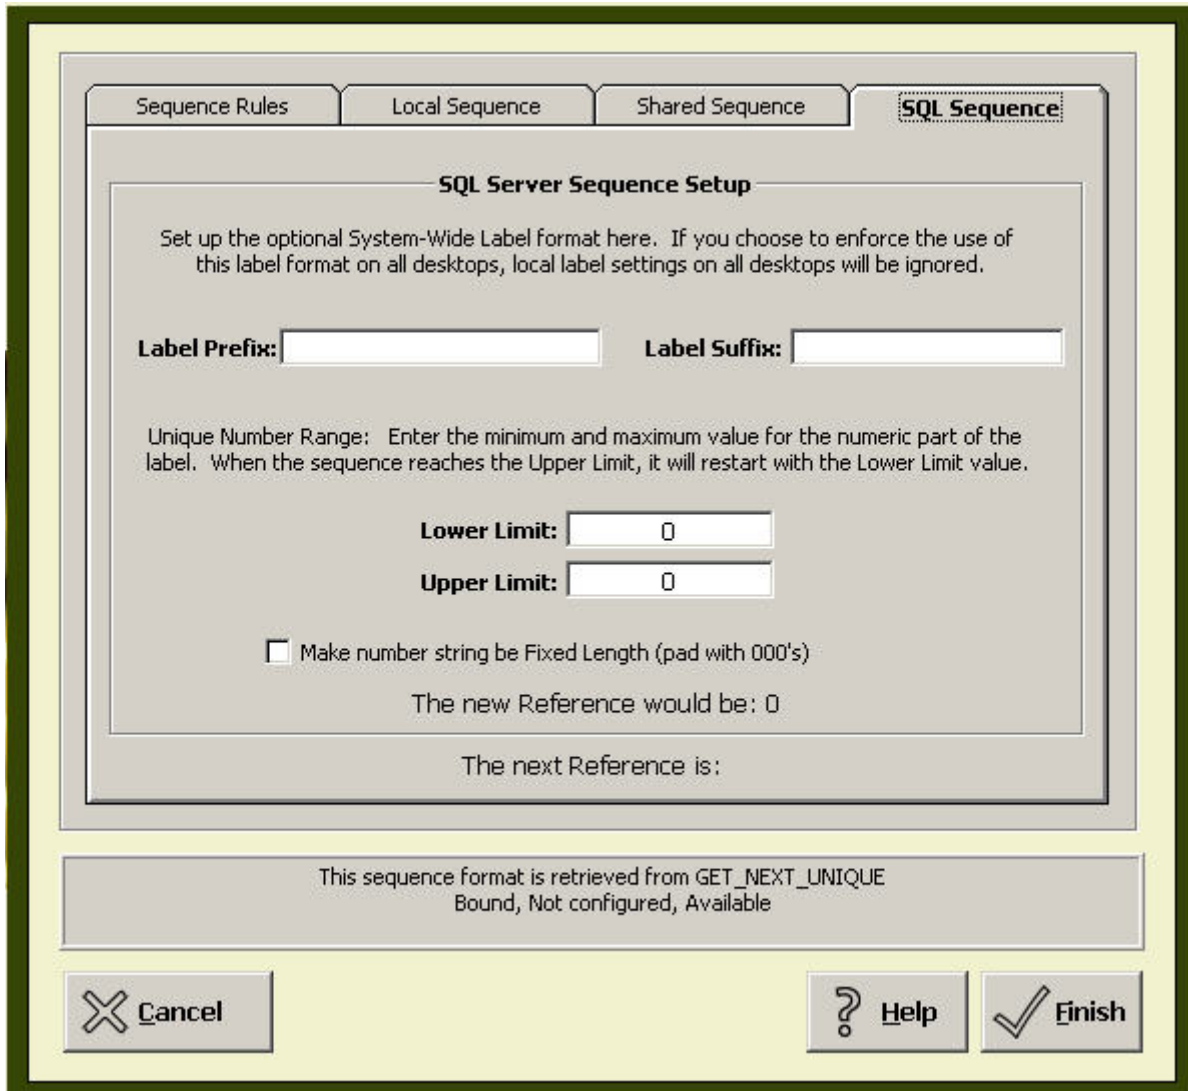 Sequence Rules
Local Sequence
Shared Sequence
SQL Sequence
SQL Server Sequence Setup
Set up the optional System-Wide Label format here.  If you choose to enforce the use of
this label format on all desktops, local label settings on all desktops will be ignored.
Label Prefix:
Label Suffix:
Unique Number Range:   Enter the minimum and maximum value for the numeric part of the
label.  When the sequence reaches the Upper Limit, it will restart with the Lower Limit value.
Lower Limit: 0
Upper Limit: 0
Make number string be Fixed Length (pad with 000's)
The new Reference would be: 0
The next Reference is:
This sequence format is retrieved from GET_NEXT_UNIQUE
Bound, Not configured, Available
Cancel
Help
Finish